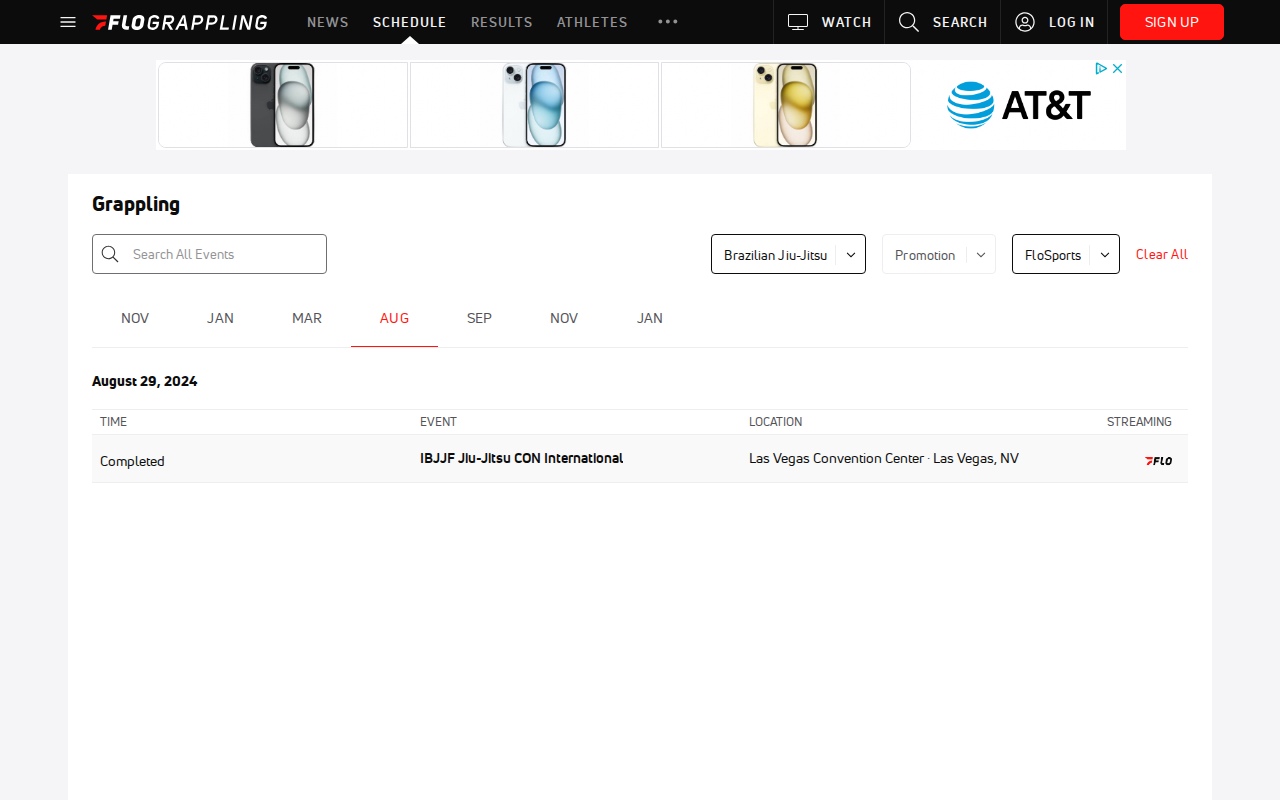 FLOGRAPPLING NEWS SCHEDULE RESULTS ATHLETES ••• WATCH SEARCH LOG IN SIGN UP
AT&T
Grappling
Search All Events Brazilian Jiu-Jitsu Promotion FloSports Clear All
NOV JAN MAR AUG SEP NOV JAN
August 29, 2024
TIME EVENT LOCATION STREAMING
Completed IBJJF Jiu-Jitsu CON International Las Vegas Convention Center · Las Vegas, NV FLO